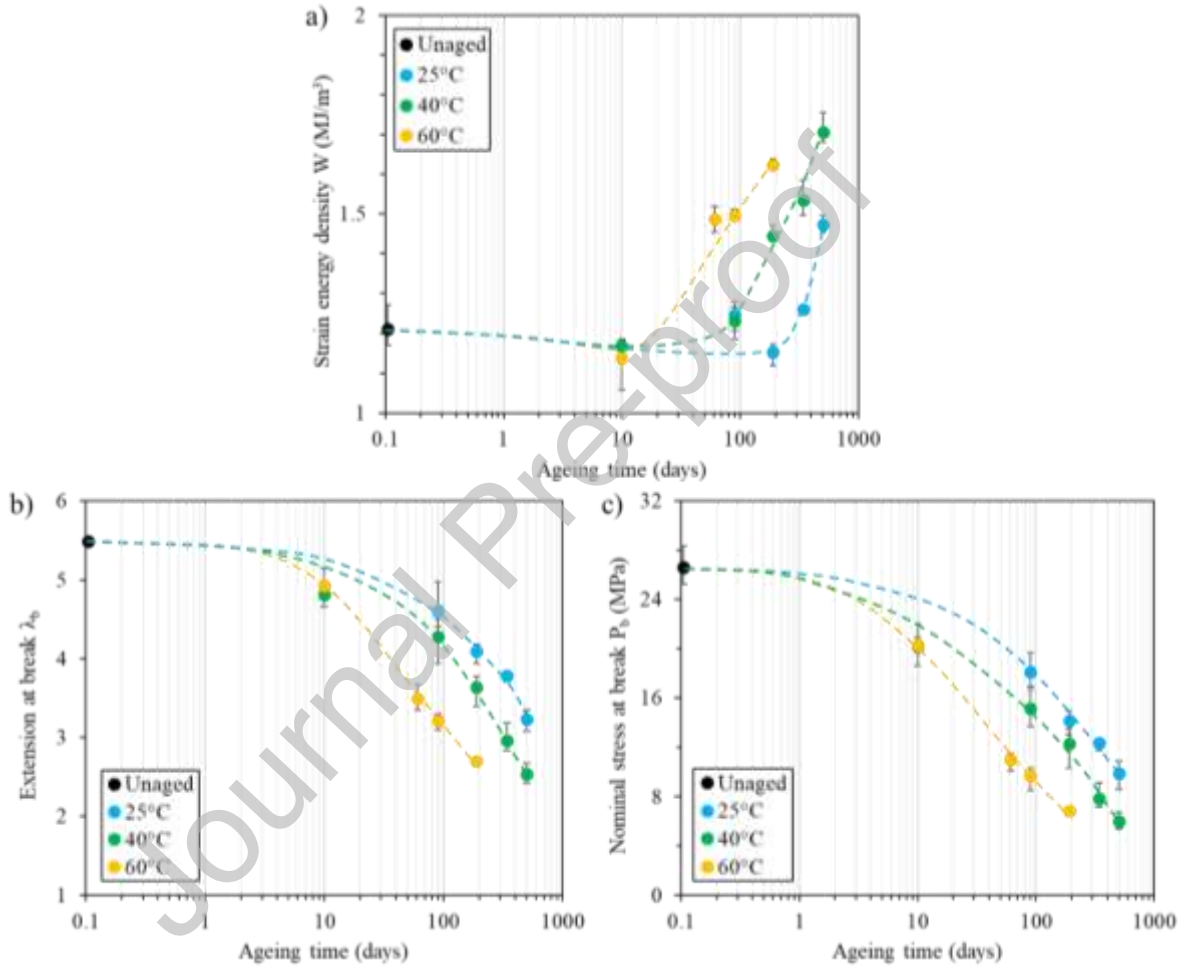 a)
Strain energy density W (MJ/m³)
2
1.5
1
Unaged
25°C
40°C
60°C
0.1 1 10 100 1000
Ageing time (days)
b)
Extension at break λb
6
5
4
3
2
1
Unaged
25°C
40°C
60°C
0.1 1 10 100 1000
Ageing time (days)
c)
Nominal stress at break Pb (MPa)
32
24
16
8
0
Unaged
25°C
40°C
60°C
0.1 1 10 100 1000
Ageing time (days)
Journal Pre-proof